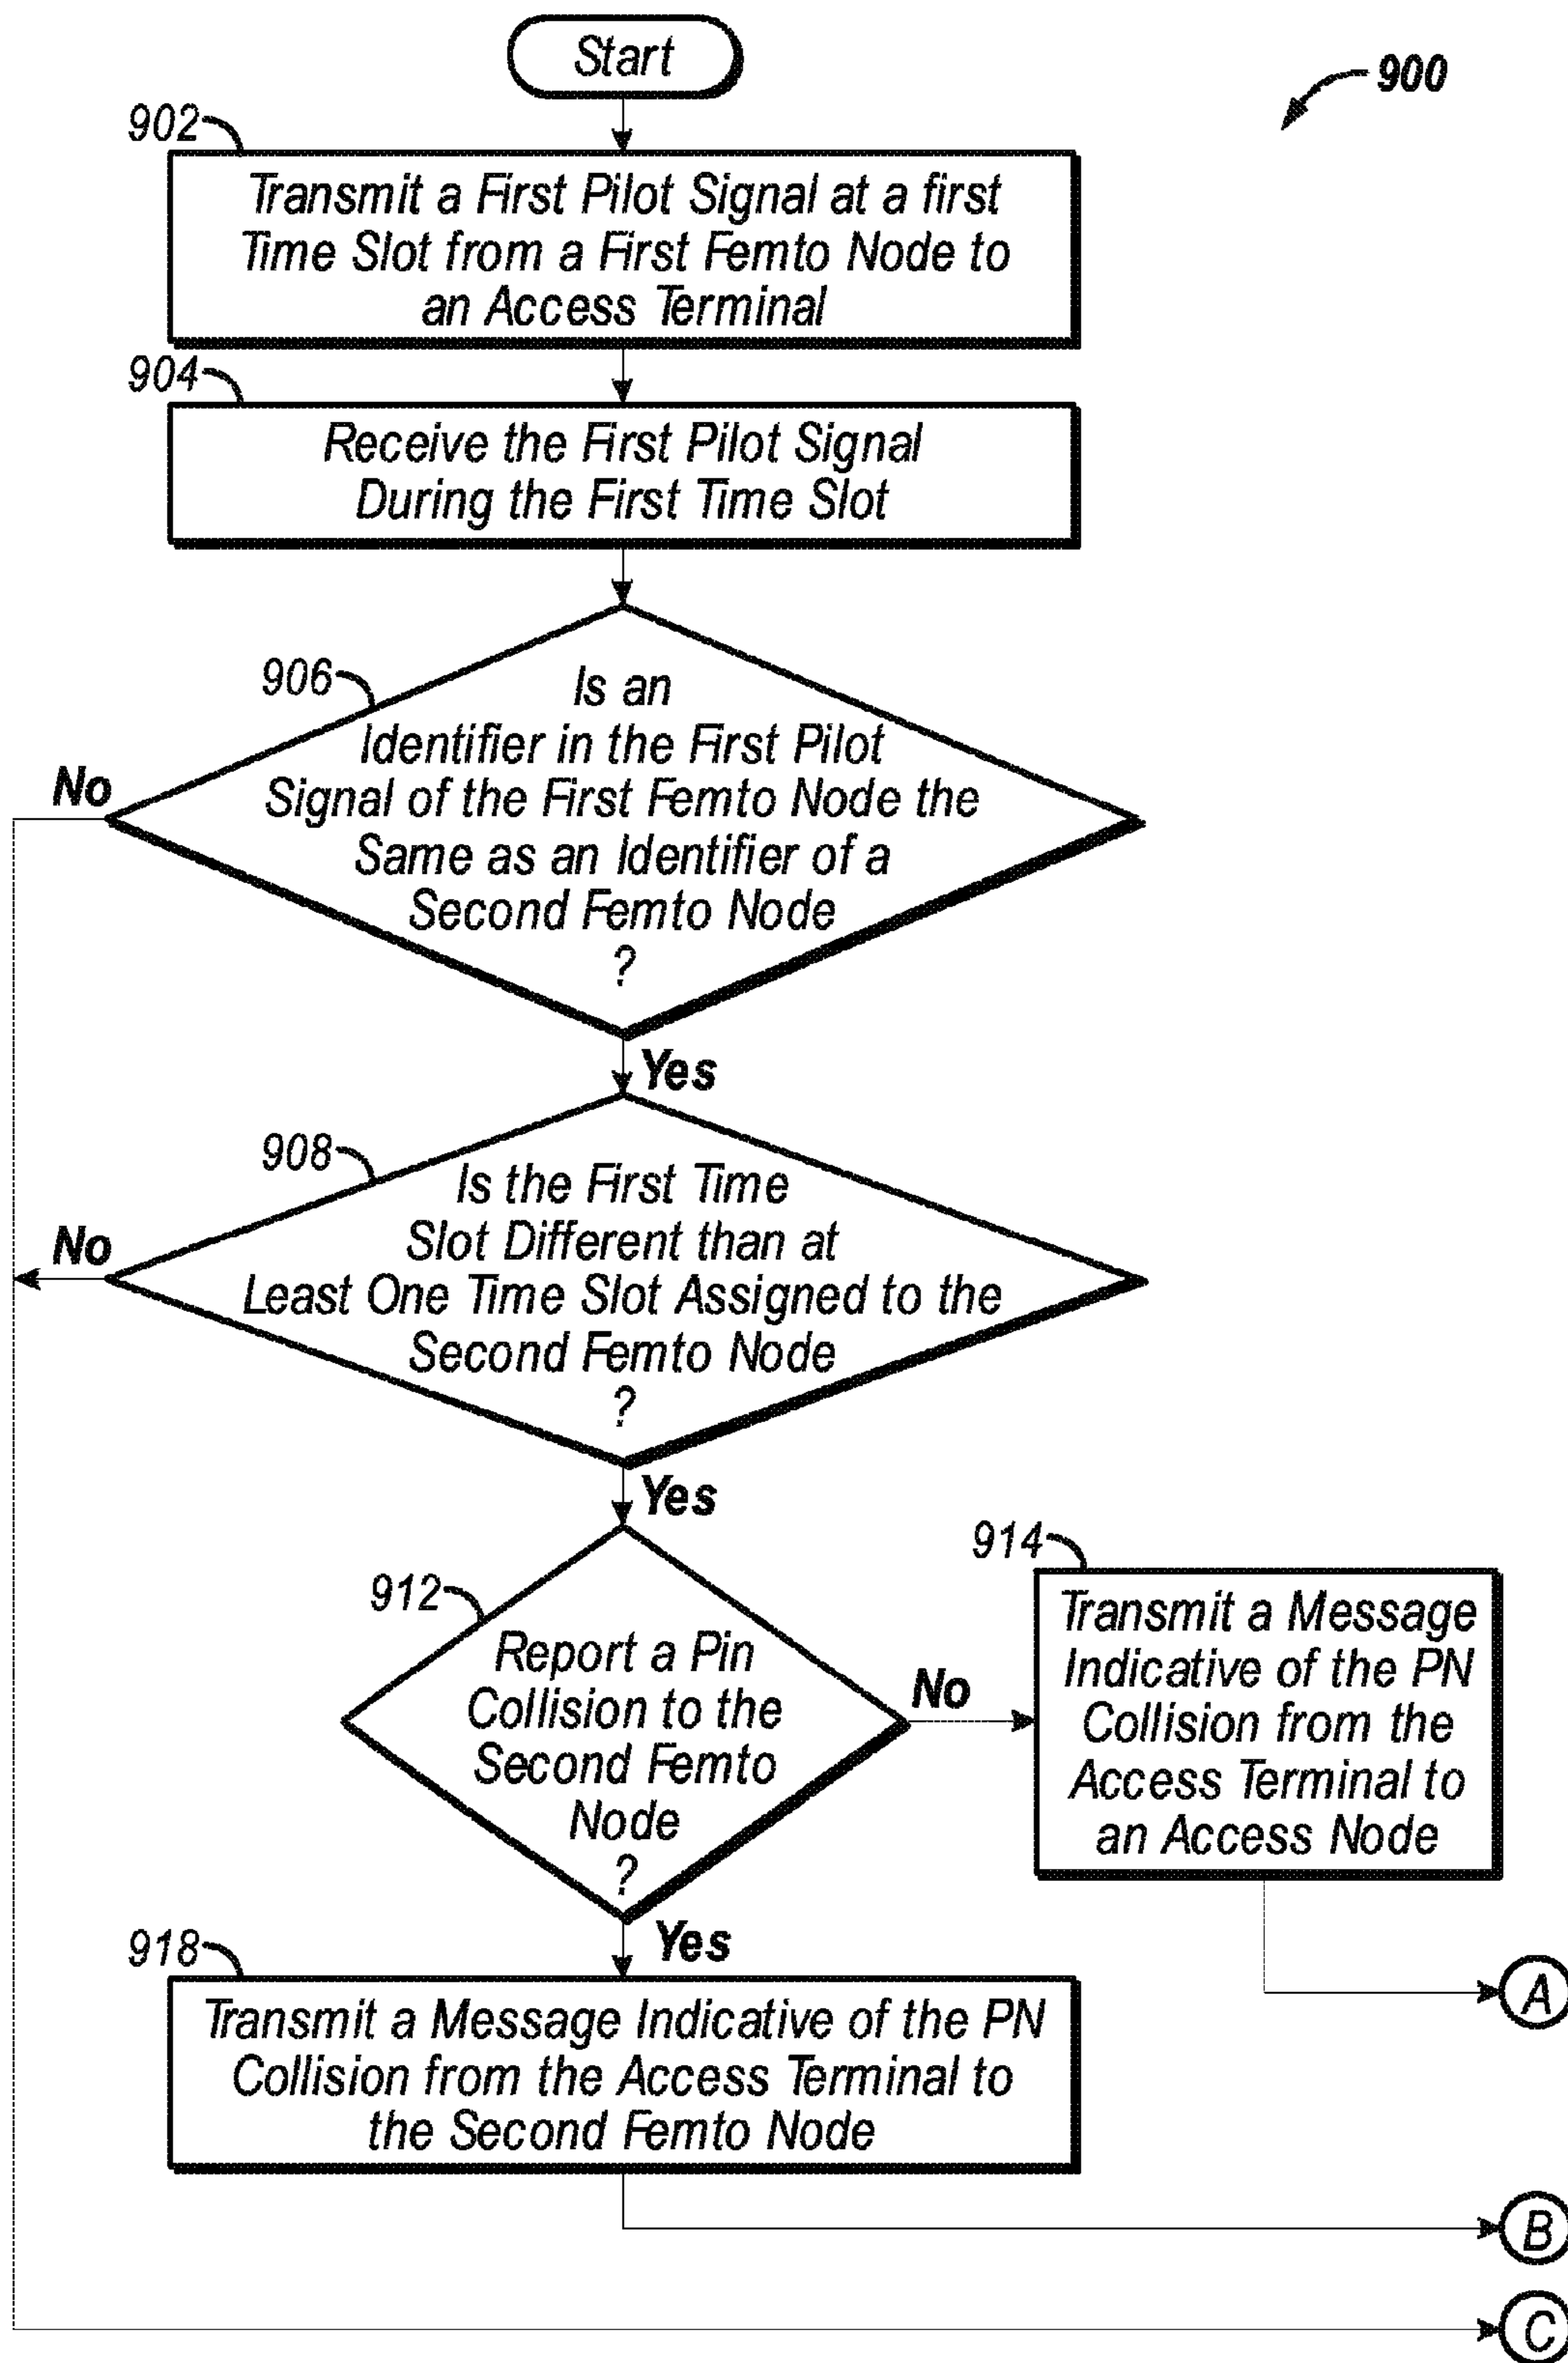 Start
900
902
Transmit a First Pilot Signal at a first
Time Slot from a First Femto Node to
an Access Terminal
904
Receive the First Pilot Signal
During the First Time Slot
906
Is an
Identifier in the First Pilot
Signal of the First Femto Node the
Same as an Identifier of a
Second Femto Node
?
No
Yes
908
Is the First Time
Slot Different than at
Least One Time Slot Assigned to the
Second Femto Node
?
No
Yes
912
Report a Pin
Collision to the
Second Femto
Node
?
No
914
Transmit a Message
Indicative of the PN
Collision from the
Access Terminal to
an Access Node
A
Yes
918
Transmit a Message Indicative of the PN
Collision from the Access Terminal to
the Second Femto Node
B
C